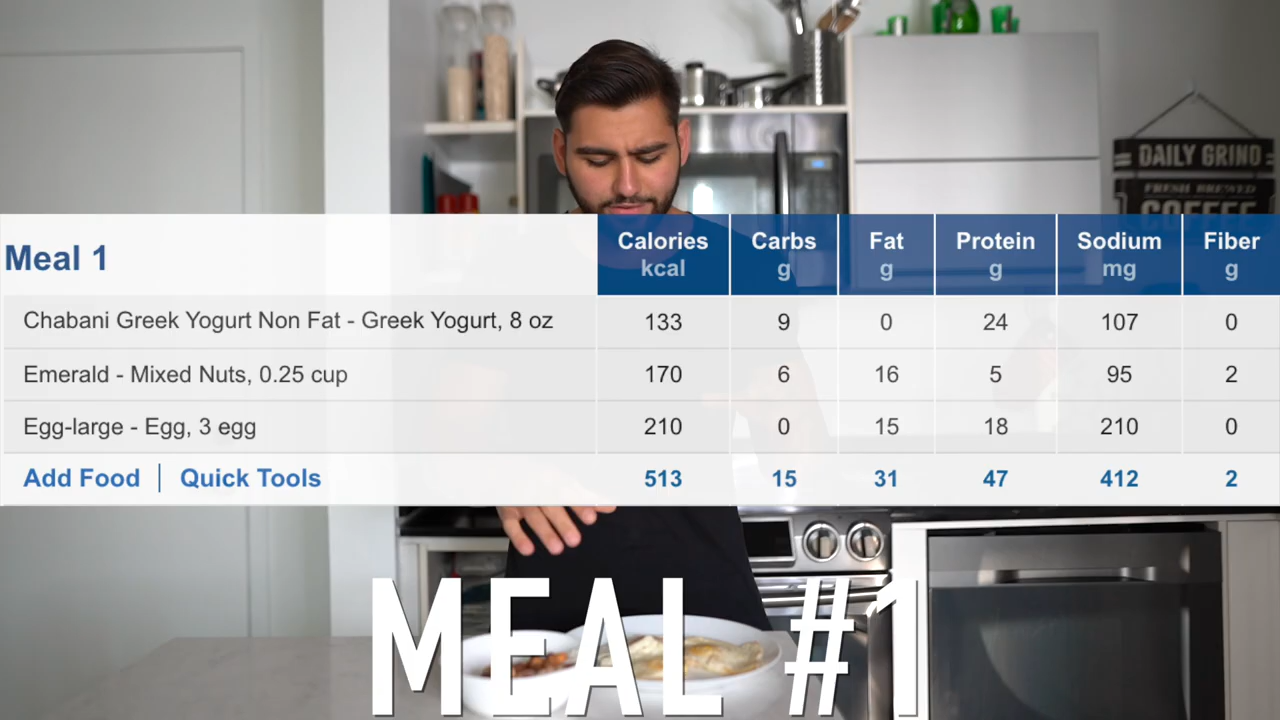 DAILY GRIND
FRESH BREWED
COFFEE
Meal 1 Calories kcal Carbs g Fat g Protein g Sodium mg Fiber g
Chabani Greek Yogurt Non Fat - Greek Yogurt, 8 oz 133 9 0 24 107 0
Emerald - Mixed Nuts, 0.25 cup 170 6 16 5 95 2
Egg-large - Egg, 3 egg 210 0 15 18 210 0
Add Food | Quick Tools 513 15 31 47 412 2
MEAL #1